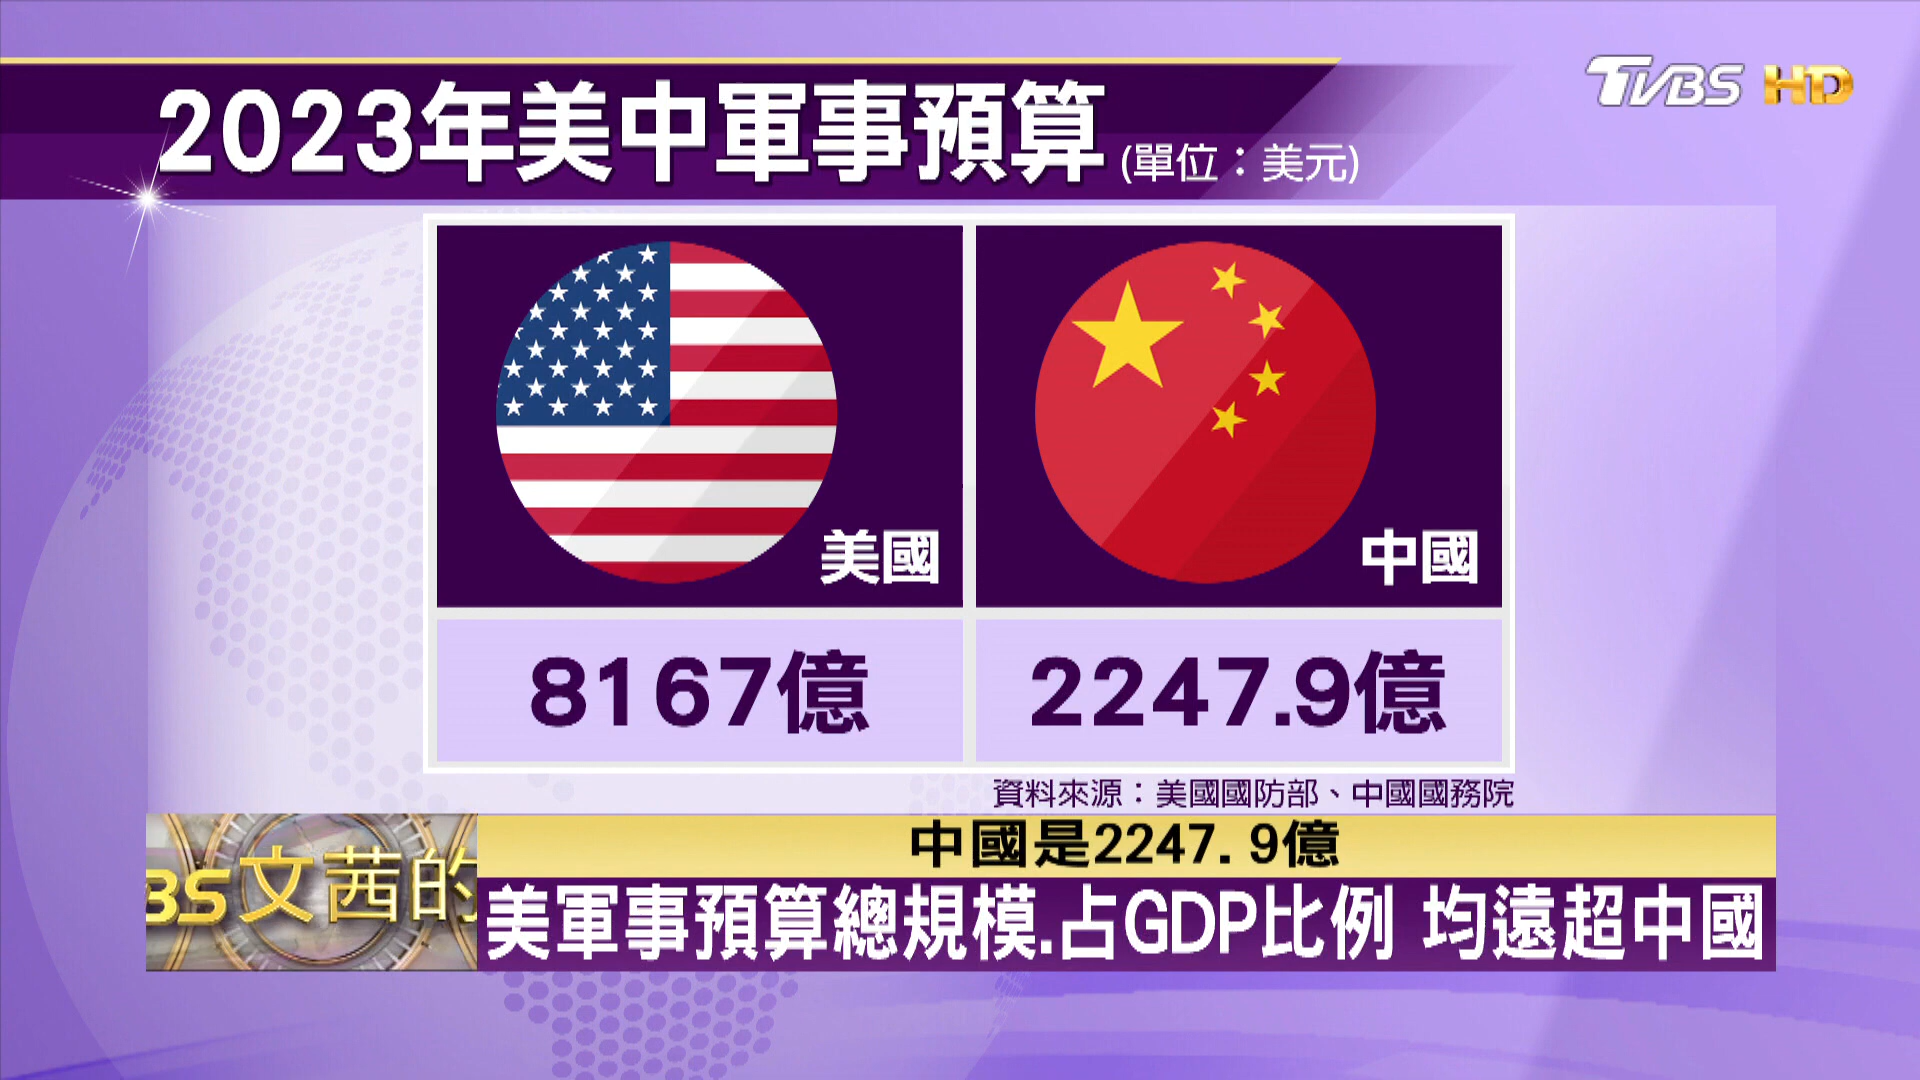 2023年美中軍事預算 (單位：美元)
TVBS HD
美國
中國
8167億
2247.9億
資料來源：美國國防部、中國國務院
中國是2247.9億
BS文茜的
美軍事預算總規模.占GDP比例 均遠超中國